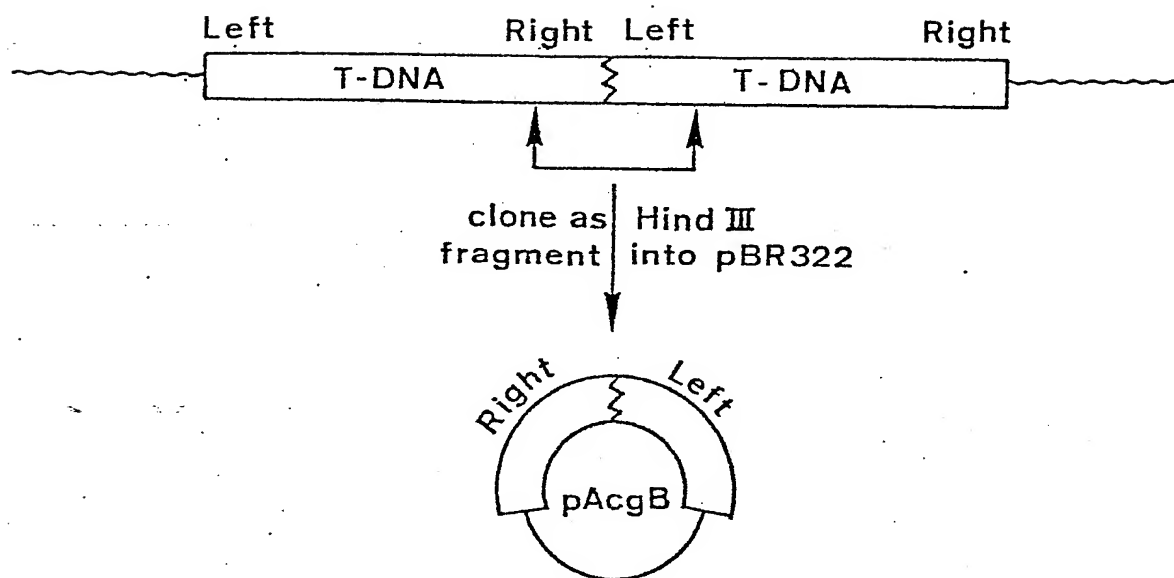 Left Right Left Right
T-DNA T-DNA
clone as Hind III
fragment into pBR322
Right Left
pAcgB